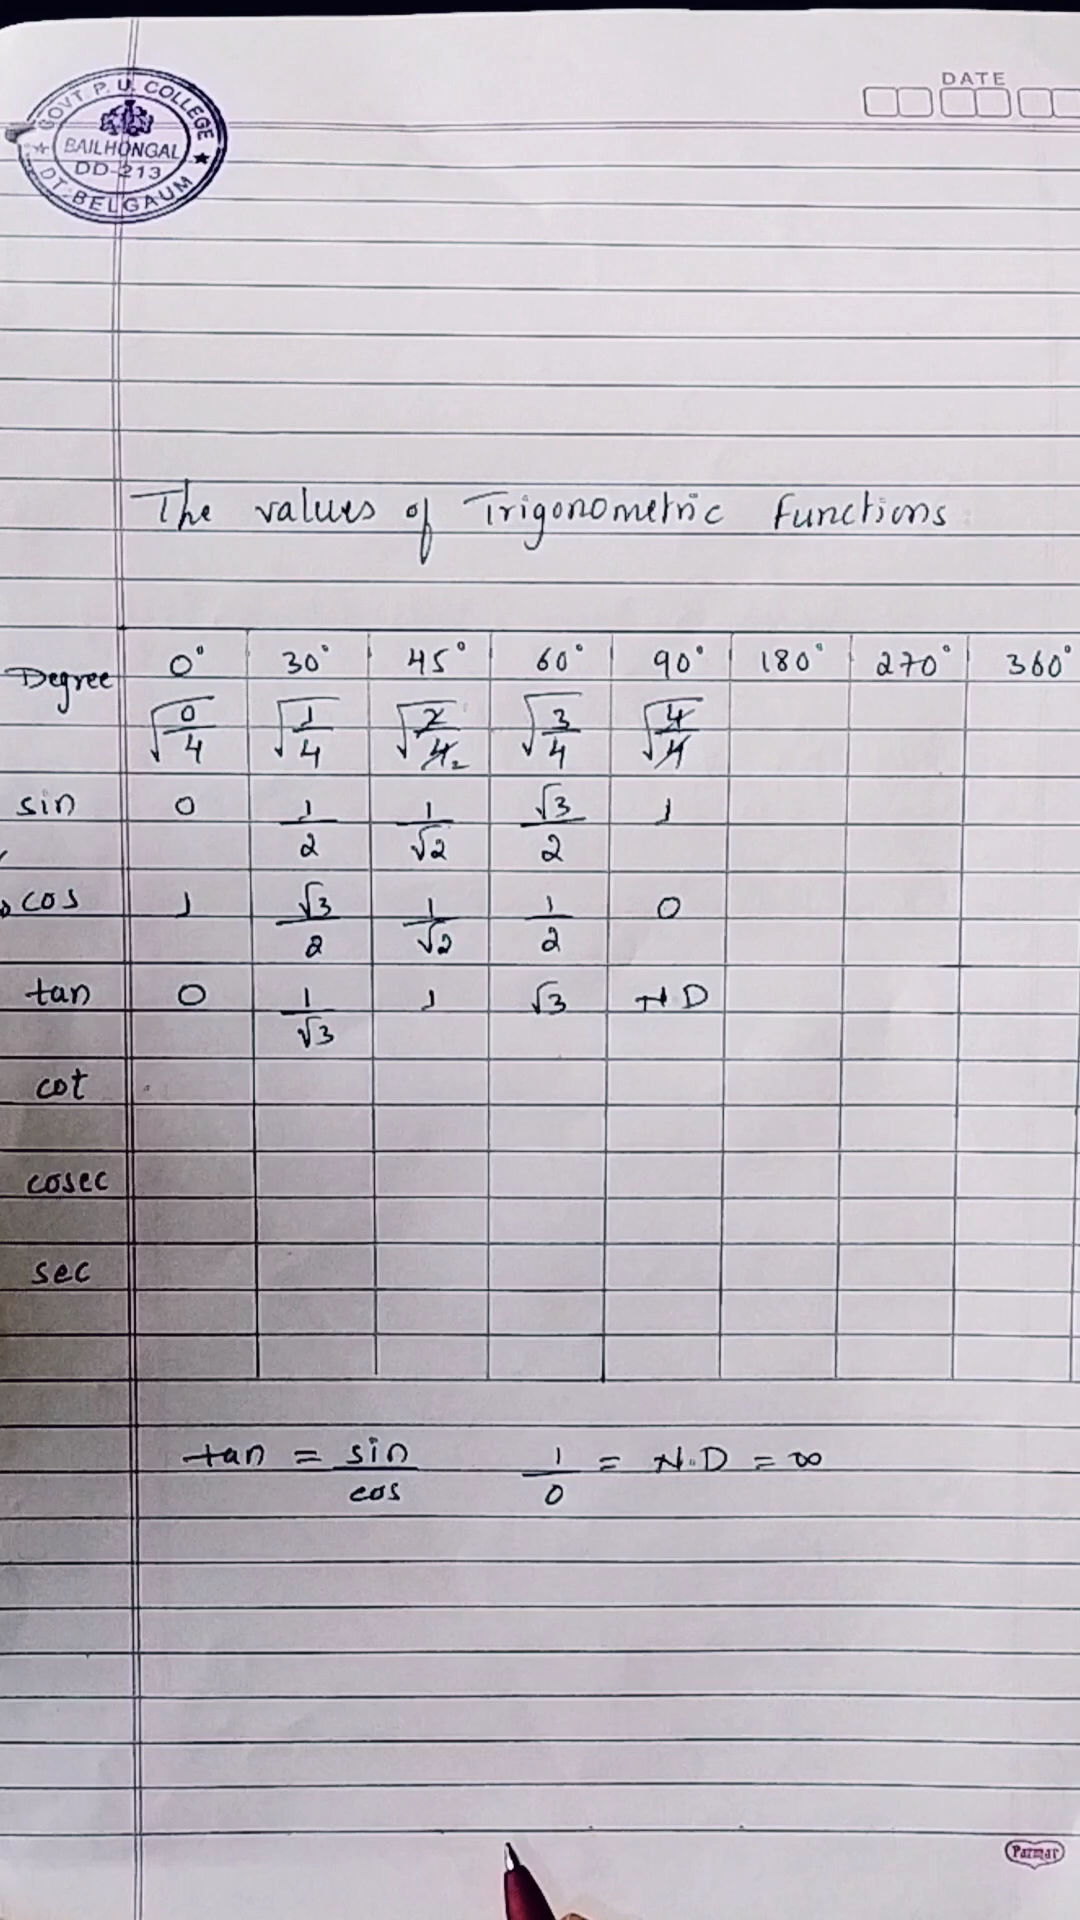 GOVT. P. U. COLLEGE
BAILHONGAL
DD-213
DT. BELGAUM
DATE
The values of Trigonometric functions
Degree 0° 30° 45° 60° 90° 180° 270° 360°
√0/4 √1/4 √2/4 2 √3/4 √4/4
sin 0 1/2 1/√2 √3/2 1
cos 1 √3/2 1/√2 1/2 0
tan 0 1/√3 1 √3 N D
cot
cosec
sec
tan = sin/cos 1/0 = N.D = ∞
Parmar